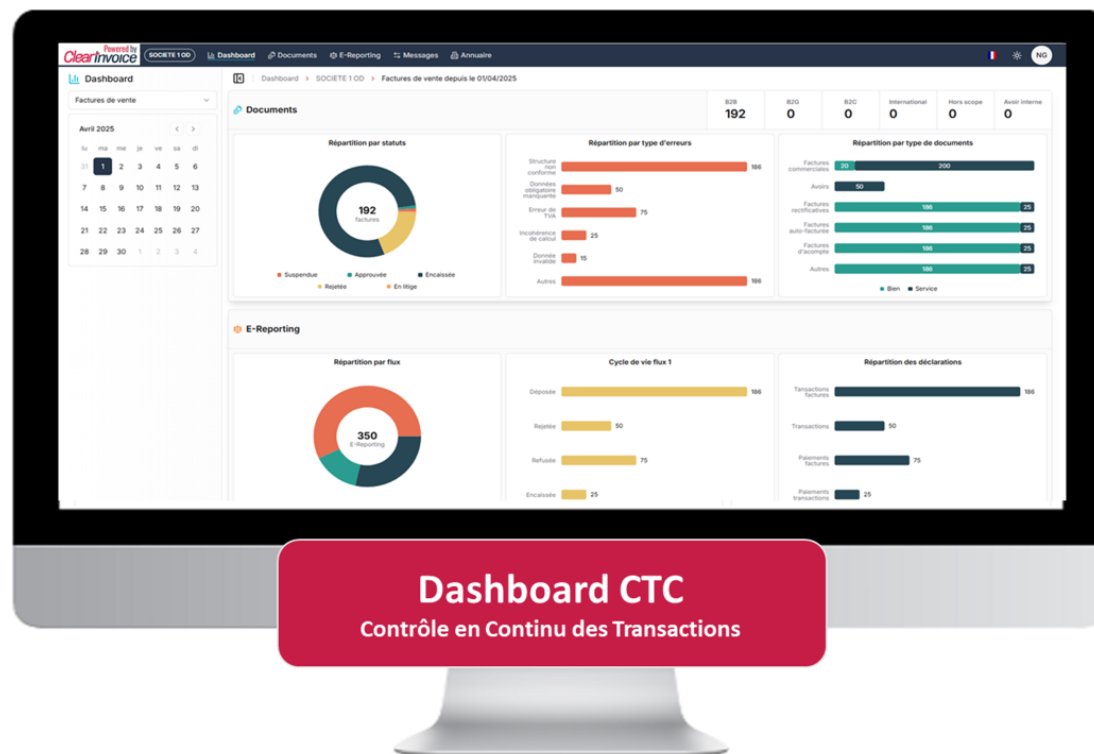 Powered by
ClearInvoice
SOCIETE 1 OD
Dashboard
Documents
E-Reporting
Messages
Annuaire
NG
Dashboard
Dashboard > SOCIETE 1 OD > Factures de vente depuis le 01/04/2025
Factures de vente
Avril 2025
lu ma me je ve sa di
31 1 2 3 4 5 6
7 8 9 10 11 12 13
14 15 16 17 18 19 20
21 22 23 24 25 26 27
28 29 30 1 2 3 4
Documents
B2B
192
B2G
0
B2C
0
International
0
Hors scope
0
Avoir interne
0
Répartition par statuts
192
factures
Suspendue
Approuvée
Encaissée
Rejetée
En litige
Répartition par type d'erreurs
Structure
non
conforme
186
Données
obligatoire
manquante
50
Erreur de
TVA
75
Incohérence
de calcul
25
Donnée
invalide
15
Autres
186
Répartition par type de documents
Factures
commerciales
20
200
Avoirs
50
Factures
rectificatives
186
25
Factures
auto-facturée
186
25
Factures
d'acompte
186
25
Autres
186
25
Bien
Service
E-Reporting
Répartition par flux
350
E-Reporting
Cycle de vie flux 1
Déposée
186
Rejetée
50
Refusée
75
Encaissée
25
Répartition des déclarations
Tansactions
factures
186
Transactions
50
Paiements
factures
75
Paiements
transactions
25
Dashboard CTC
Contrôle en Continu des Transactions